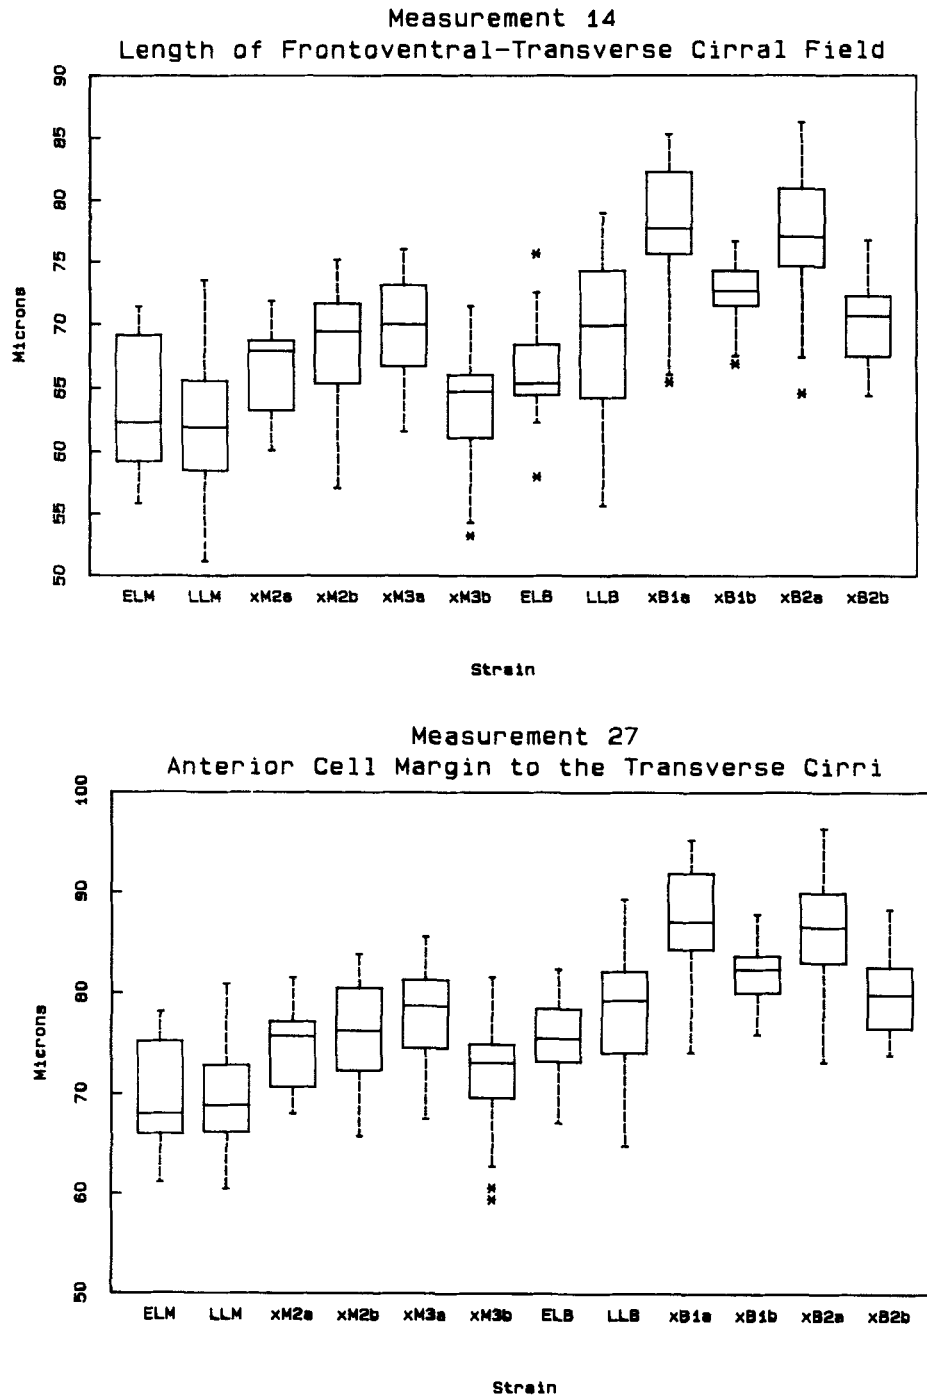 Measurement 14
Length of Frontoventral-Transverse Cirral Field
90
85
80
75
70
65
60
55
50
Microns
ELM LLM xM2a xM2b xM3a xM3b ELB LLB xB1a xB1b xB2a xB2b
Strain
Measurement 27
Anterior Cell Margin to the Transverse Cirri
100
90
80
70
60
50
Microns
ELM LLM xM2a xM2b xM3a xM3b ELB LLB xB1a xB1b xB2a xB2b
Strain